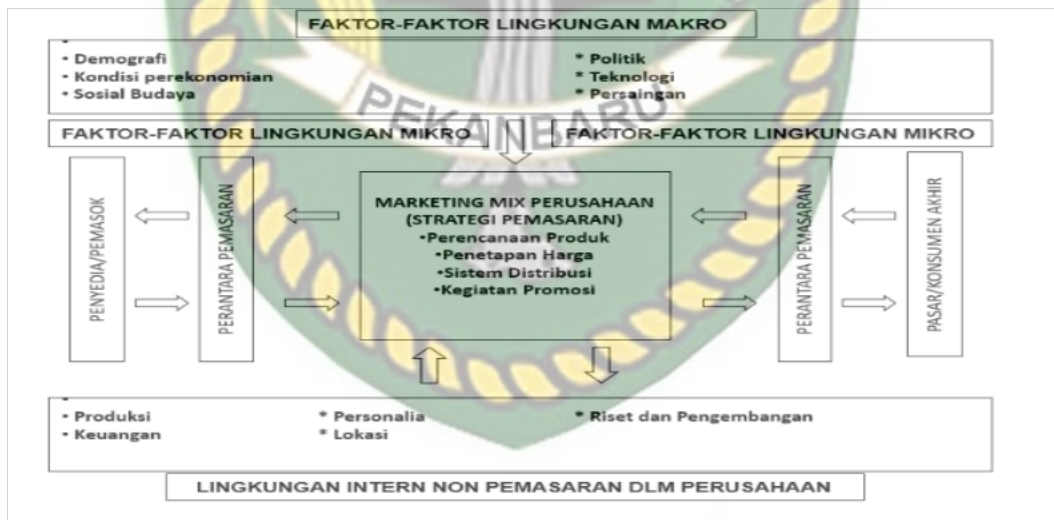 FAKTOR-FAKTOR LINGKUNGAN MAKRO
• Demografi
• Kondisi perekonomian
• Sosial Budaya
* Politik
* Teknologi
* Persaingan
PEKANBARU
FAKTOR-FAKTOR LINGKUNGAN MIKRO
FAKTOR-FAKTOR LINGKUNGAN MIKRO
PENYEDIA/PEMASOK
PERANTARA PEMASARAN
MARKETING MIX PERUSAHAAN
(STRATEGI PEMASARAN)
•Perencanaan Produk
•Penetapan Harga
•Sistem Distribusi
•Kegiatan Promosi
PERANTARA PEMASARAN
PASAR/KONSUMEN AKHIR
• Produksi
• Keuangan
* Personalia
* Lokasi
* Riset dan Pengembangan
LINGKUNGAN INTERN NON PEMASARAN DLM PERUSAHAAN